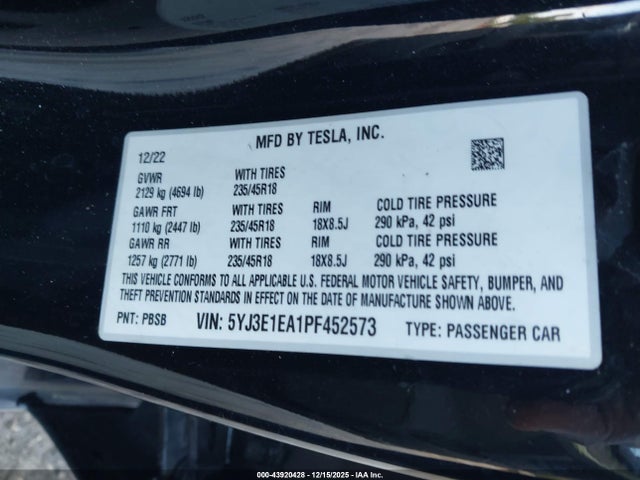 MFD BY TESLA, INC.
12/22
GVWR WITH TIRES
2129 kg (4694 lb) 235/45R18
GAWR FRT WITH TIRES RIM COLD TIRE PRESSURE
1110 kg (2447 lb) 235/45R18 18X8.5J 290 kPa, 42 psi
GAWR RR WITH TIRES RIM COLD TIRE PRESSURE
1257 kg (2771 lb) 235/45R18 18X8.5J 290 kPa, 42 psi
THIS VEHICLE CONFORMS TO ALL APPLICABLE U.S. FEDERAL MOTOR VEHICLE SAFETY, BUMPER, AND
THEFT PREVENTION STANDARDS IN EFFECT ON THE DATE OF MANUFACTURE SHOWN ABOVE.
PNT: PBSB VIN: 5YJ3E1EA1PF452573 TYPE: PASSENGER CAR
000-43920428 - 12/15/2025 - IAA Inc.